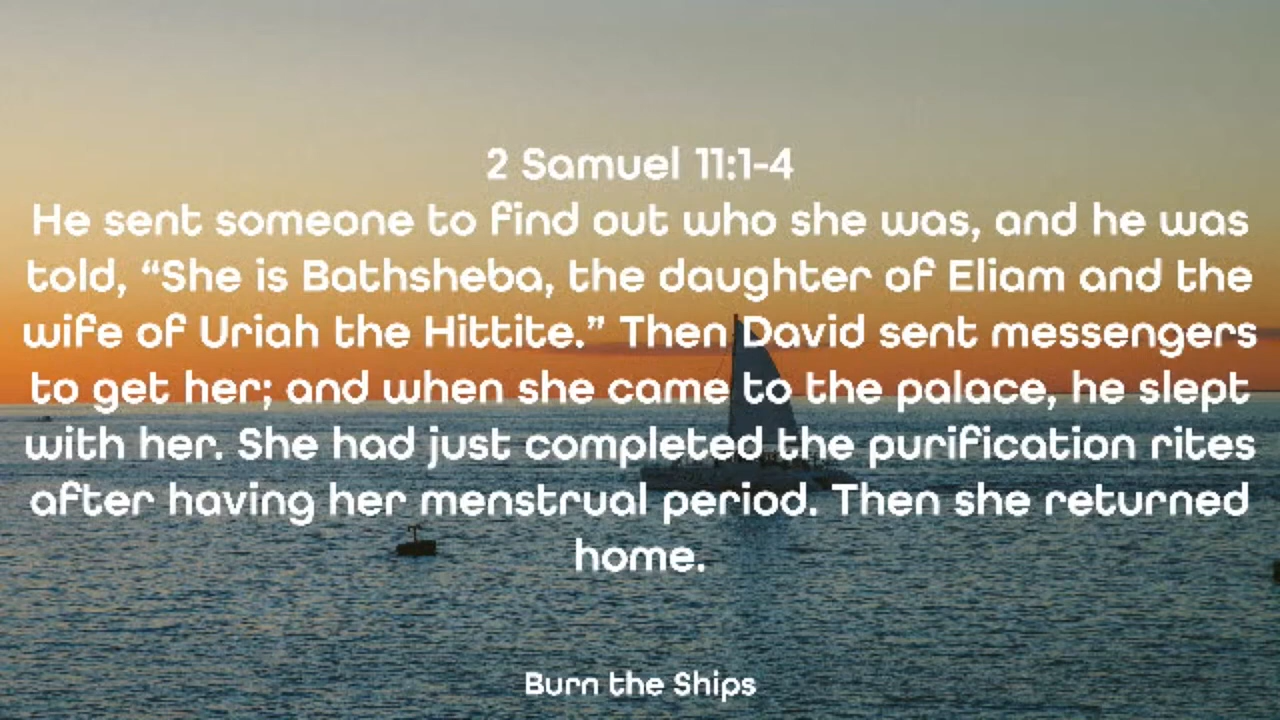 2 Samuel 11:1-4
He sent someone to find out who she was, and he was
told, “She is Bathsheba, the daughter of Eliam and the
wife of Uriah the Hittite.” Then David sent messengers
to get her; and when she came to the palace, he slept
with her. She had just completed the purification rites
after having her menstrual period. Then she returned
home.
Burn the Ships